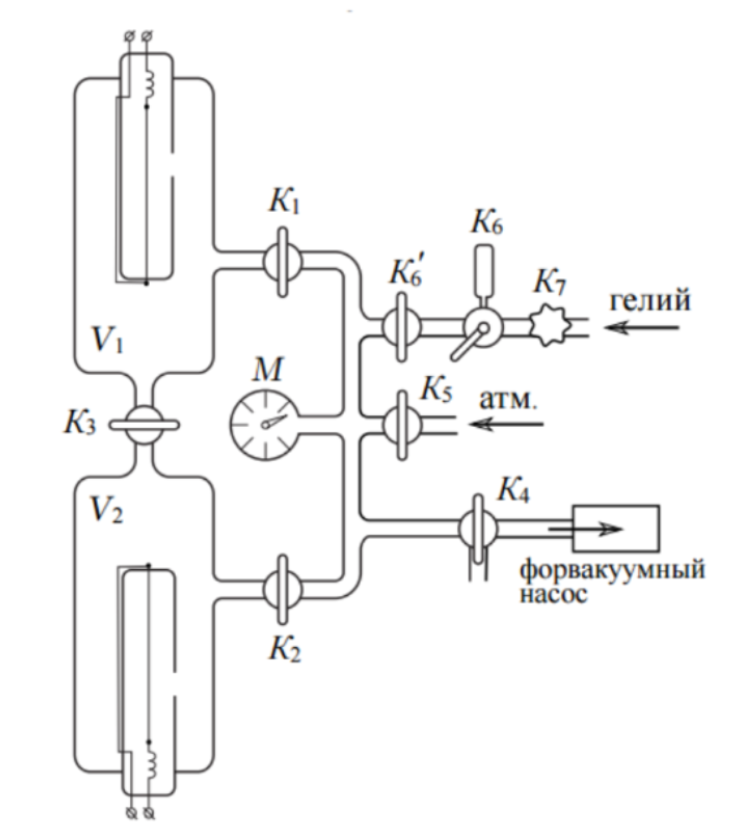 K₁
K₆
K₆′
K₇
гелий
V₁
M
K₅
атм.
K₃
V₂
K₄
форвакуумный
насос
K₂